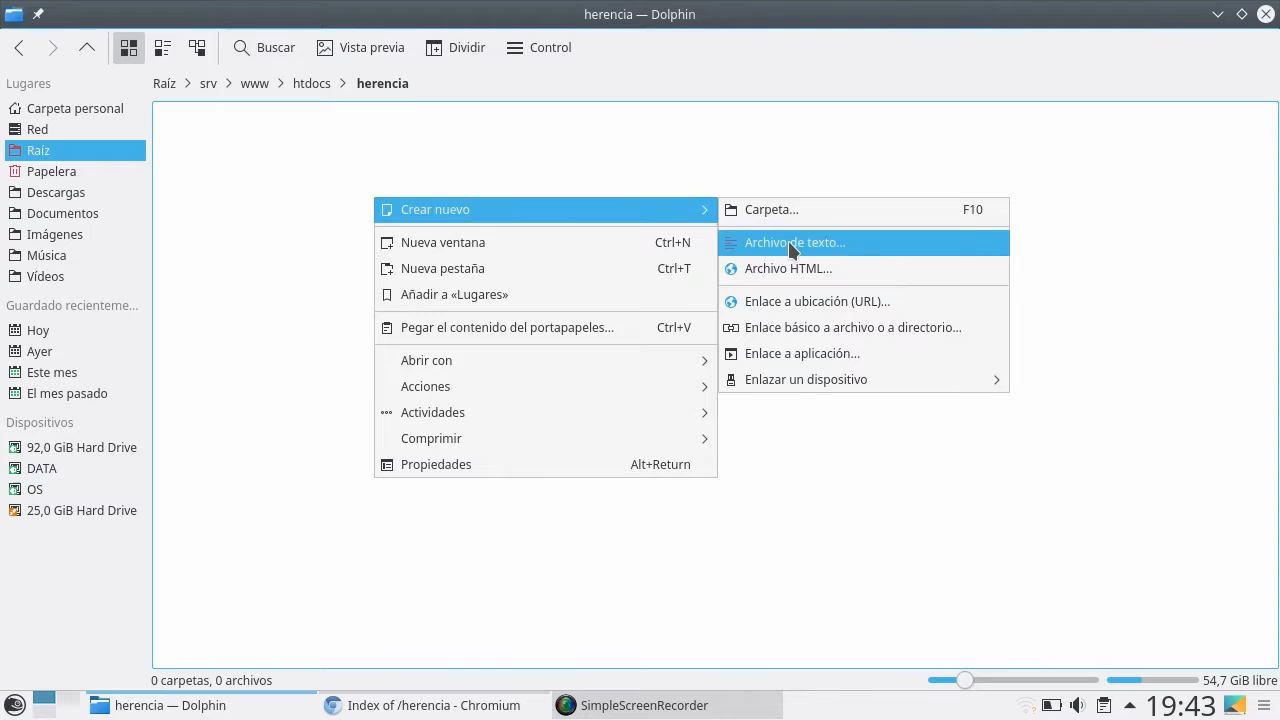 herencia — Dolphin
Buscar
Vista previa
Dividir
Control
Lugares
Raíz
srv
www
htdocs
herencia
Carpeta personal
Red
Raíz
Papelera
Descargas
Documentos
Imágenes
Música
Vídeos
Guardado recienteme...
Hoy
Ayer
Este mes
El mes pasado
Dispositivos
92,0 GiB Hard Drive
DATA
OS
25,0 GiB Hard Drive
Crear nuevo
Nueva ventana Ctrl+N
Nueva pestaña Ctrl+T
Añadir a «Lugares»
Pegar el contenido del portapapeles... Ctrl+V
Abrir con
Acciones
Actividades
Comprimir
Propiedades Alt+Return
Carpeta... F10
Archivo de texto...
Archivo HTML...
Enlace a ubicación (URL)...
Enlace básico a archivo o a directorio...
Enlace a aplicación...
Enlazar un dispositivo
0 carpetas, 0 archivos
54,7 GiB libre
herencia — Dolphin
Index of /herencia - Chromium
SimpleScreenRecorder
19:43